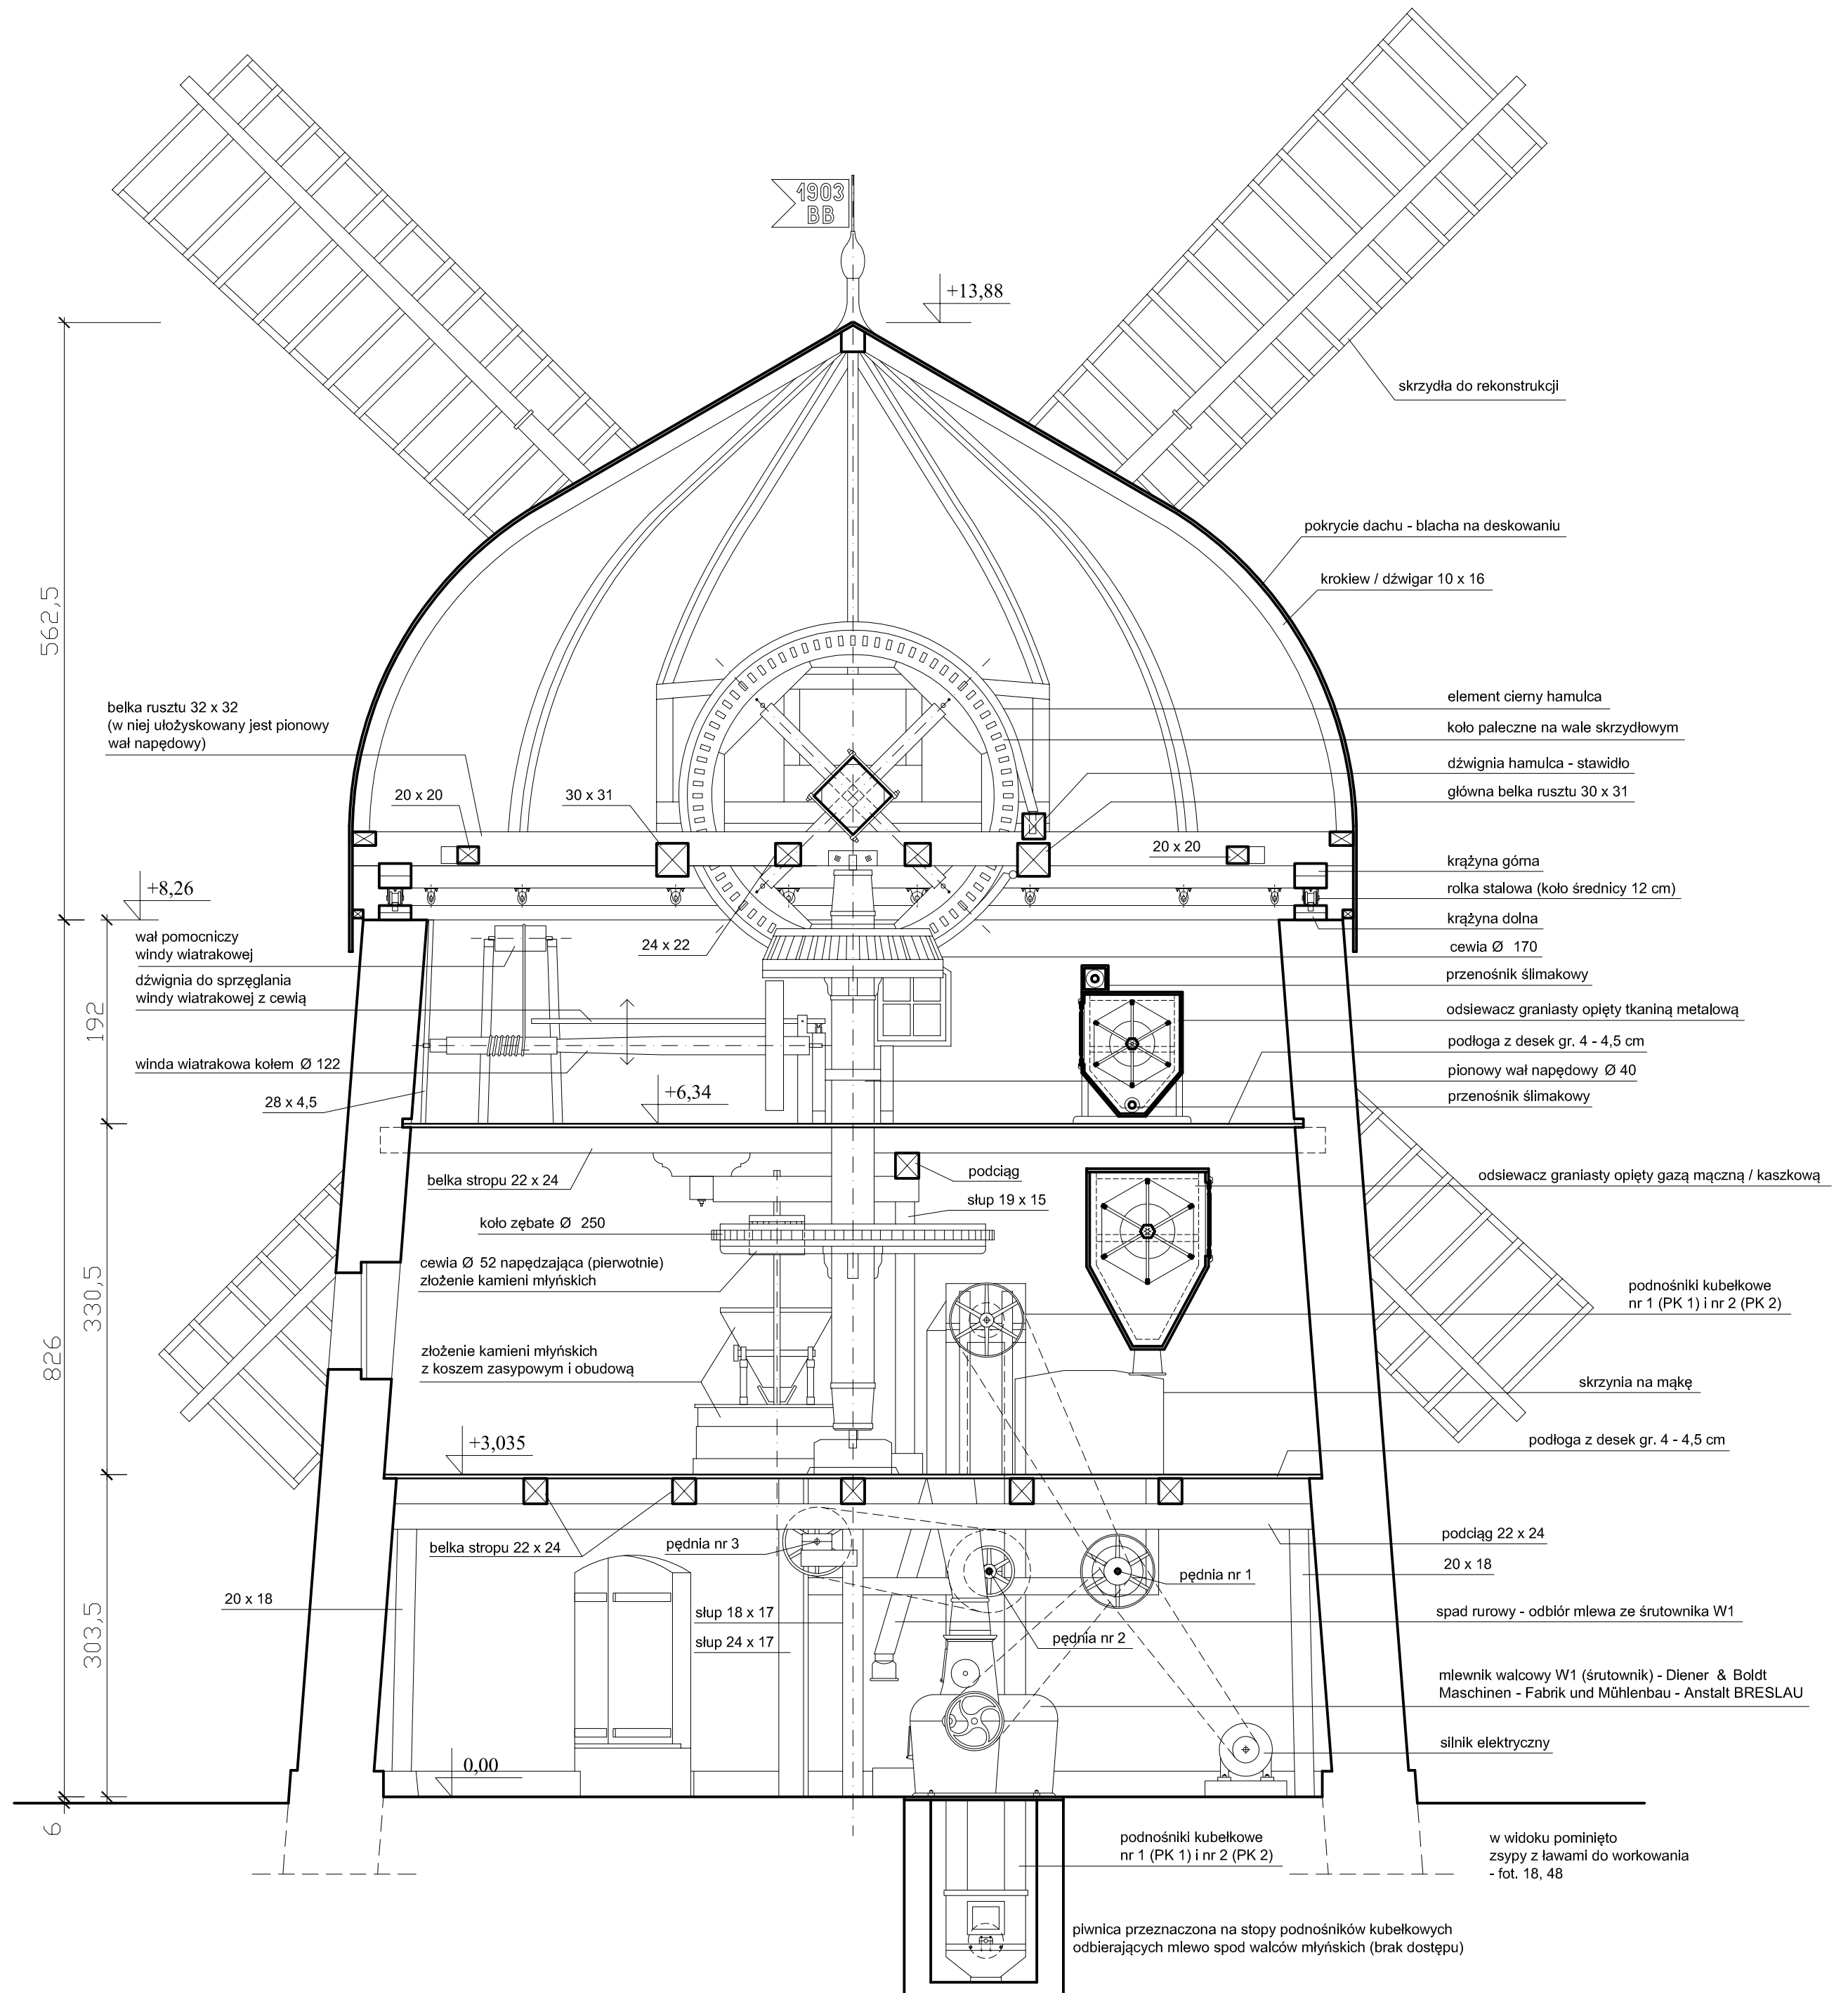 1903
BB
+13,88
skrzydła do rekonstrukcji
pokrycie dachu - blacha na deskowaniu
krokiew / dźwigar 10 x 16
562,5
belka rusztu 32 x 32
(w niej ułożyskowany jest pionowy
wał napędowy)
element cierny hamulca
koło paleczne na wale skrzydłowym
dźwignia hamulca - stawidło
główna belka rusztu 30 x 31
20 x 20
30 x 31
20 x 20
krążyna górna
rolka stalowa (koło średnicy 12 cm)
+8,26
krążyna dolna
24 x 22
cewia Ø 170
wał pomocniczy
windy wiatrakowej
przenośnik ślimakowy
dźwignia do sprzęglania
windy wiatrakowej z cewią
odsiewacz graniasty opięty tkaniną metalową
192
podłoga z desek gr. 4 - 4,5 cm
winda wiatrakowa kołem Ø 122
pionowy wał napędowy Ø 40
28 x 4,5
+6,34
przenośnik ślimakowy
belka stropu 22 x 24
podciąg
odsiewacz graniasty opięty gazą mączną / kaszkową
słup 19 x 15
koło zębate Ø 250
cewia Ø 52 napędzająca (pierwotnie)
złożenie kamieni młyńskich
podnośniki kubełkowe
nr 1 (PK 1) i nr 2 (PK 2)
330,5
826
złożenie kamieni młyńskich
z koszem zasypowym i obudową
skrzynia na mąkę
+3,035
podłoga z desek gr. 4 - 4,5 cm
belka stropu 22 x 24
pędnia nr 3
podciąg 22 x 24
pędnia nr 1
20 x 18
20 x 18
303,5
słup 18 x 17
spad rurowy - odbiór mlewa ze śrutownika W1
słup 24 x 17
pędnia nr 2
mlewnik walcowy W1 (śrutownik) - Diener & Boldt
Maschinen - Fabrik und Mühlenbau - Anstalt BRESLAU
silnik elektryczny
0,00
6
podnośniki kubełkowe
nr 1 (PK 1) i nr 2 (PK 2)
w widoku pominięto
zsypy z ławami do workowania
- fot. 18, 48
piwnica przeznaczona na stopy podnośników kubełkowych
odbierających mlewo spod walców młyńskich (brak dostępu)